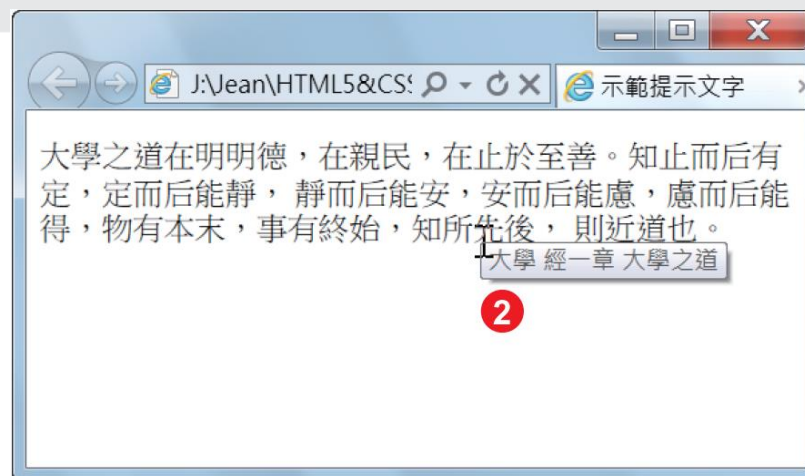 J:\Jean\HTML5&CSS
示範提示文字
大學之道在明明德，在親民，在止於至善。知止而后有
定，定而后能靜， 靜而后能安，安而后能慮，慮而后能
得，物有本末，事有終始，知所先後， 則近道也。
大學 經一章 大學之道
2